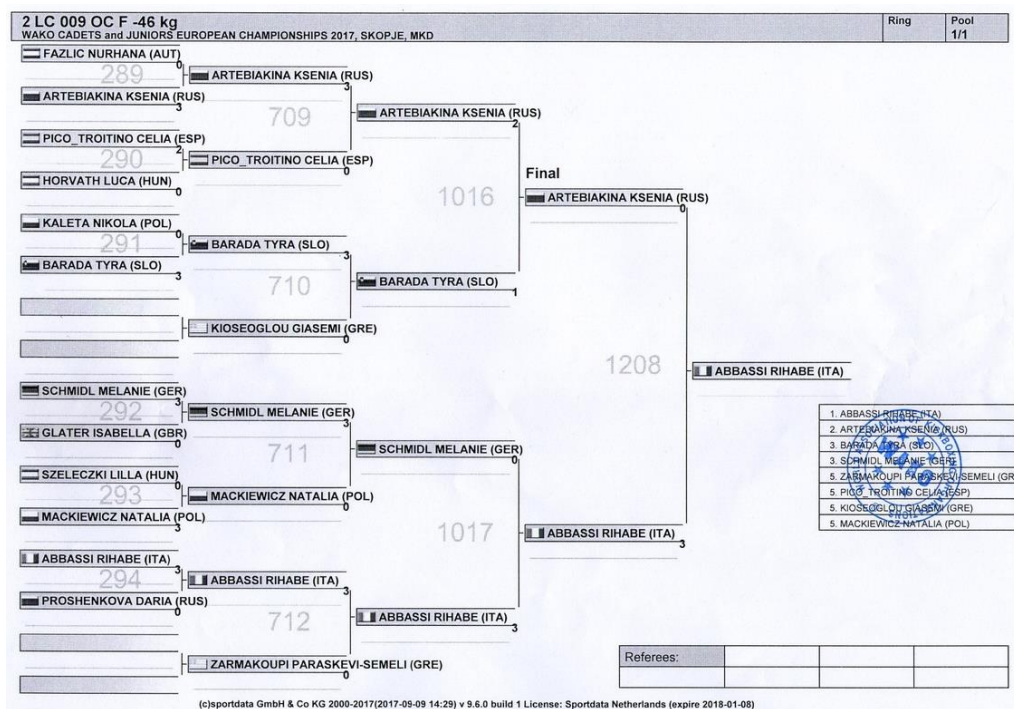 2 LC 009 OC F -46 kg
WAKO CADETS and JUNIORS EUROPEAN CHAMPIONSHIPS 2017, SKOPJE, MKD
Ring
Pool
1/1
FAZLIC NURHANA (AUT)
0
289
ARTEBIAKINA KSENIA (RUS)
3
ARTEBIAKINA KSENIA (RUS)
3
709
ARTEBIAKINA KSENIA (RUS)
2
PICO_TROITINO CELIA (ESP)
2
290
PICO_TROITINO CELIA (ESP)
0
HORVATH LUCA (HUN)
0
1016
Final
ARTEBIAKINA KSENIA (RUS)
0
KALETA NIKOLA (POL)
0
291
BARADA TYRA (SLO)
3
BARADA TYRA (SLO)
3
710
BARADA TYRA (SLO)
1
KIOSEOGLOU GIASEMI (GRE)
0
1208
ABBASSI RIHABE (ITA)
SCHMIDL MELANIE (GER)
3
292
SCHMIDL MELANIE (GER)
3
GLATER ISABELLA (GBR)
0
711
SCHMIDL MELANIE (GER)
0
SZELECZKI LILLA (HUN)
0
293
MACKIEWICZ NATALIA (POL)
0
MACKIEWICZ NATALIA (POL)
3
1017
ABBASSI RIHABE (ITA)
3
ABBASSI RIHABE (ITA)
3
294
ABBASSI RIHABE (ITA)
3
PROSHENKOVA DARIA (RUS)
0
712
ABBASSI RIHABE (ITA)
3
ZARMAKOUPI PARASKEVI-SEMELI (GRE)
0
1. ABBASSI RIHABE (ITA)
2. ARTEBIAKINA KSENIA (RUS)
3. BARADA TYRA (SLO)
3. SCHMIDL MELANIE (GER)
5. ZARMAKOUPI PARASKEVI-SEMELI (GR
5. PICO_TROITINO CELIA (ESP)
5. KIOSEOGLOU GIASEMI (GRE)
5. MACKIEWICZ NATALIA (POL)
WAKO
Referees:
(c)sportdata GmbH & Co KG 2000-2017(2017-09-09 14:29) v 9.6.0 build 1 License: Sportdata Netherlands (expire 2018-01-08)